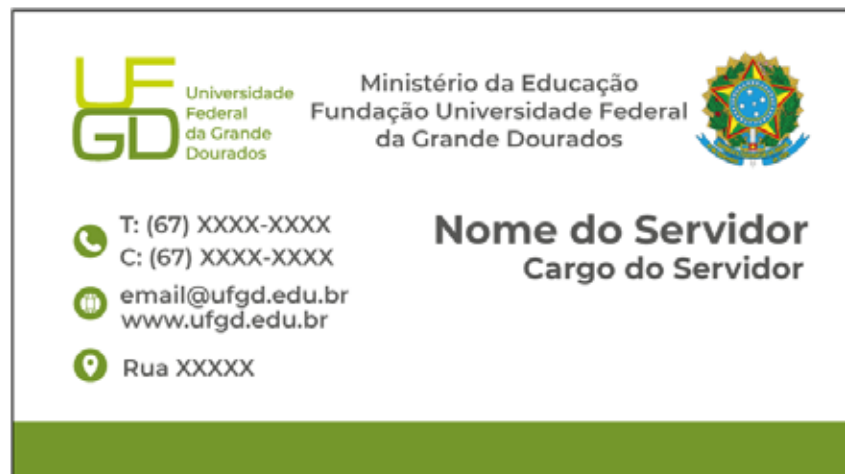 UF
GD
Universidade
Federal
da Grande
Dourados
Ministério da Educação
Fundação Universidade Federal
da Grande Dourados
T: (67) XXXX-XXXX
C: (67) XXXX-XXXX
email@ufgd.edu.br
www.ufgd.edu.br
Rua XXXXX
Nome do Servidor
Cargo do Servidor